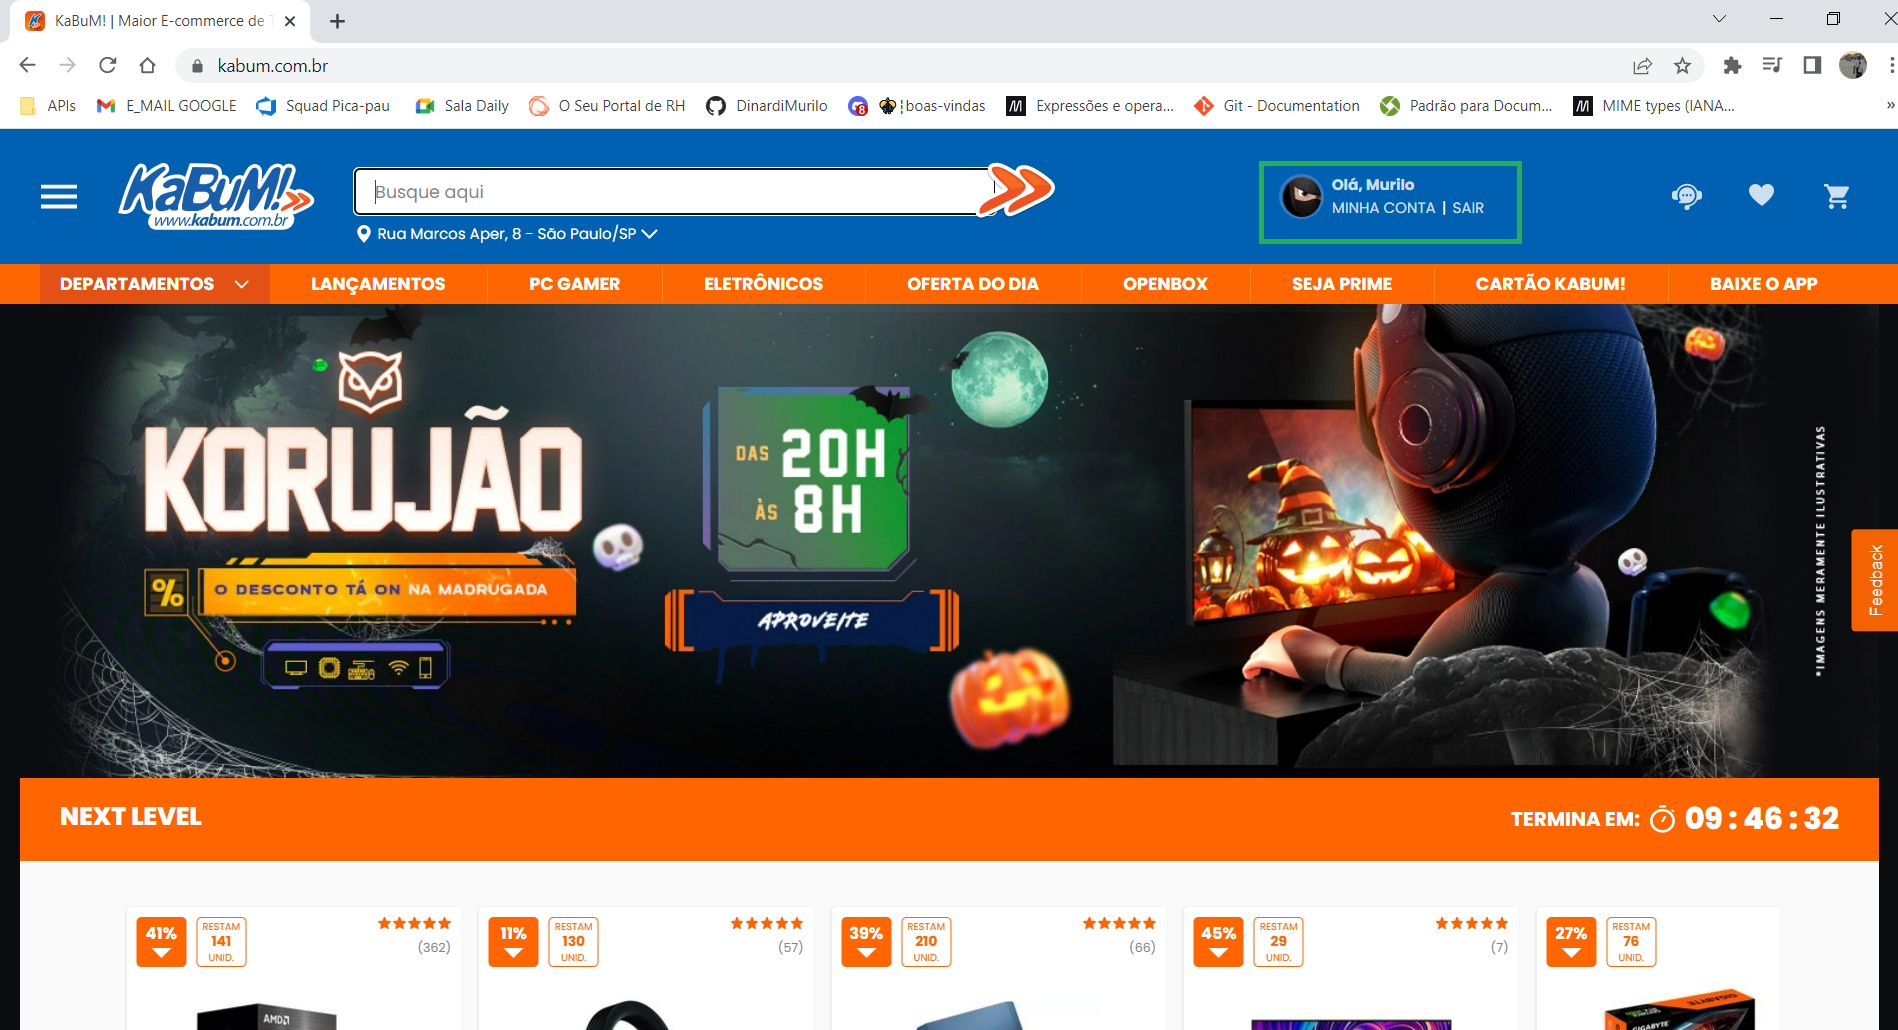 KaBuM! | Maior E-commerce de T
kabum.com.br
APIs
E_MAIL GOOGLE
Squad Pica-pau
Sala Daily
O Seu Portal de RH
DinardiMurilo
8
¦boas-vindas
Expressões e opera...
Git - Documentation
Padrão para Docum...
MIME types (IANA...
»
KaBuM!
www.kabum.com.br
Busque aqui
Rua Marcos Aper, 8 - São Paulo/SP
Olá, Murilo
MINHA CONTA | SAIR
DEPARTAMENTOS
LANÇAMENTOS
PC GAMER
ELETRÔNICOS
OFERTA DO DIA
OPENBOX
SEJA PRIME
CARTÃO KABUM!
BAIXE O APP
KORUJÃO
% O DESCONTO TÁ ON NA MADRUGADA
DAS 20H
ÀS 8H
APROVEITE
*IMAGENS MERAMENTE ILUSTRATIVAS
Feedback
NEXT LEVEL
TERMINA EM: 09 : 46 : 32
41%
RESTAM
141
UNID.
(362)
11%
RESTAM
130
UNID.
(57)
39%
RESTAM
210
UNID.
(66)
45%
RESTAM
29
UNID.
(7)
27%
RESTAM
76
UNID.
AMD
GIGABYTE
GIGABYTE